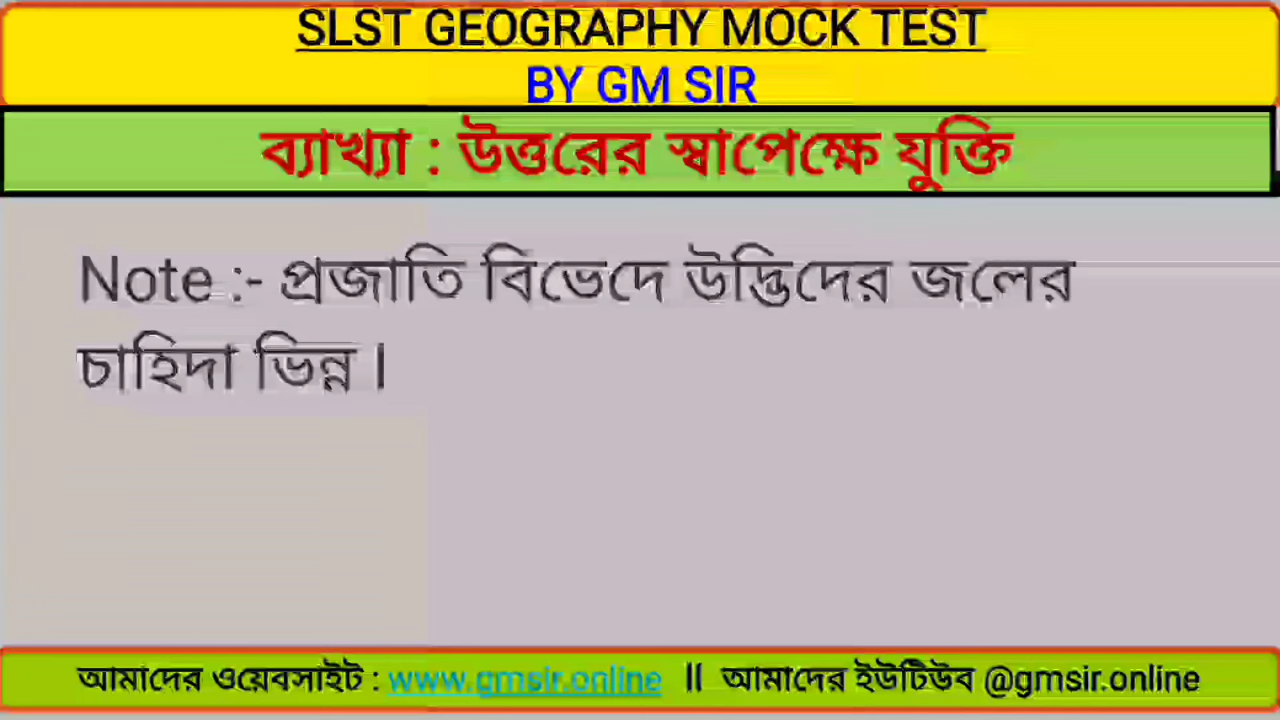 SLST GEOGRAPHY MOCK TEST
BY GM SIR
ব্যাখ্যা : উত্তরের স্বাপেক্ষে যুক্তি
Note :- প্রজাতি বিভেদে উদ্ভিদের জলের
চাহিদা ভিন্ন ।
আমাদের ওয়েবসাইট : www.gmsir.online ।। আমাদের ইউটিউব @gmsir.online